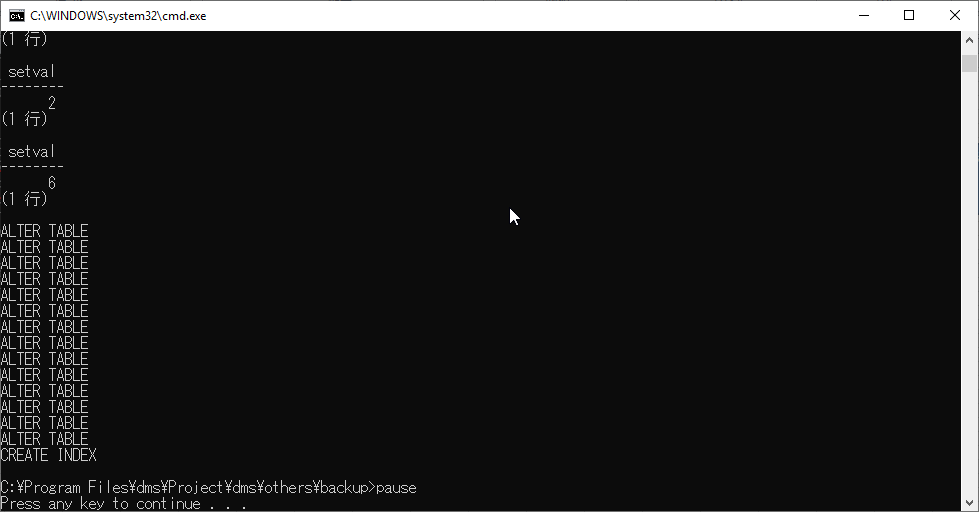 C:\WINDOWS\system32\cmd.exe
(1 行)
setval
--------
2
(1 行)
setval
--------
6
(1 行)
ALTER TABLE
ALTER TABLE
ALTER TABLE
ALTER TABLE
ALTER TABLE
ALTER TABLE
ALTER TABLE
ALTER TABLE
ALTER TABLE
ALTER TABLE
ALTER TABLE
ALTER TABLE
ALTER TABLE
ALTER TABLE
CREATE INDEX
C:¥Program Files¥dms¥Project¥dms¥others¥backup>pause
Press any key to continue . . .